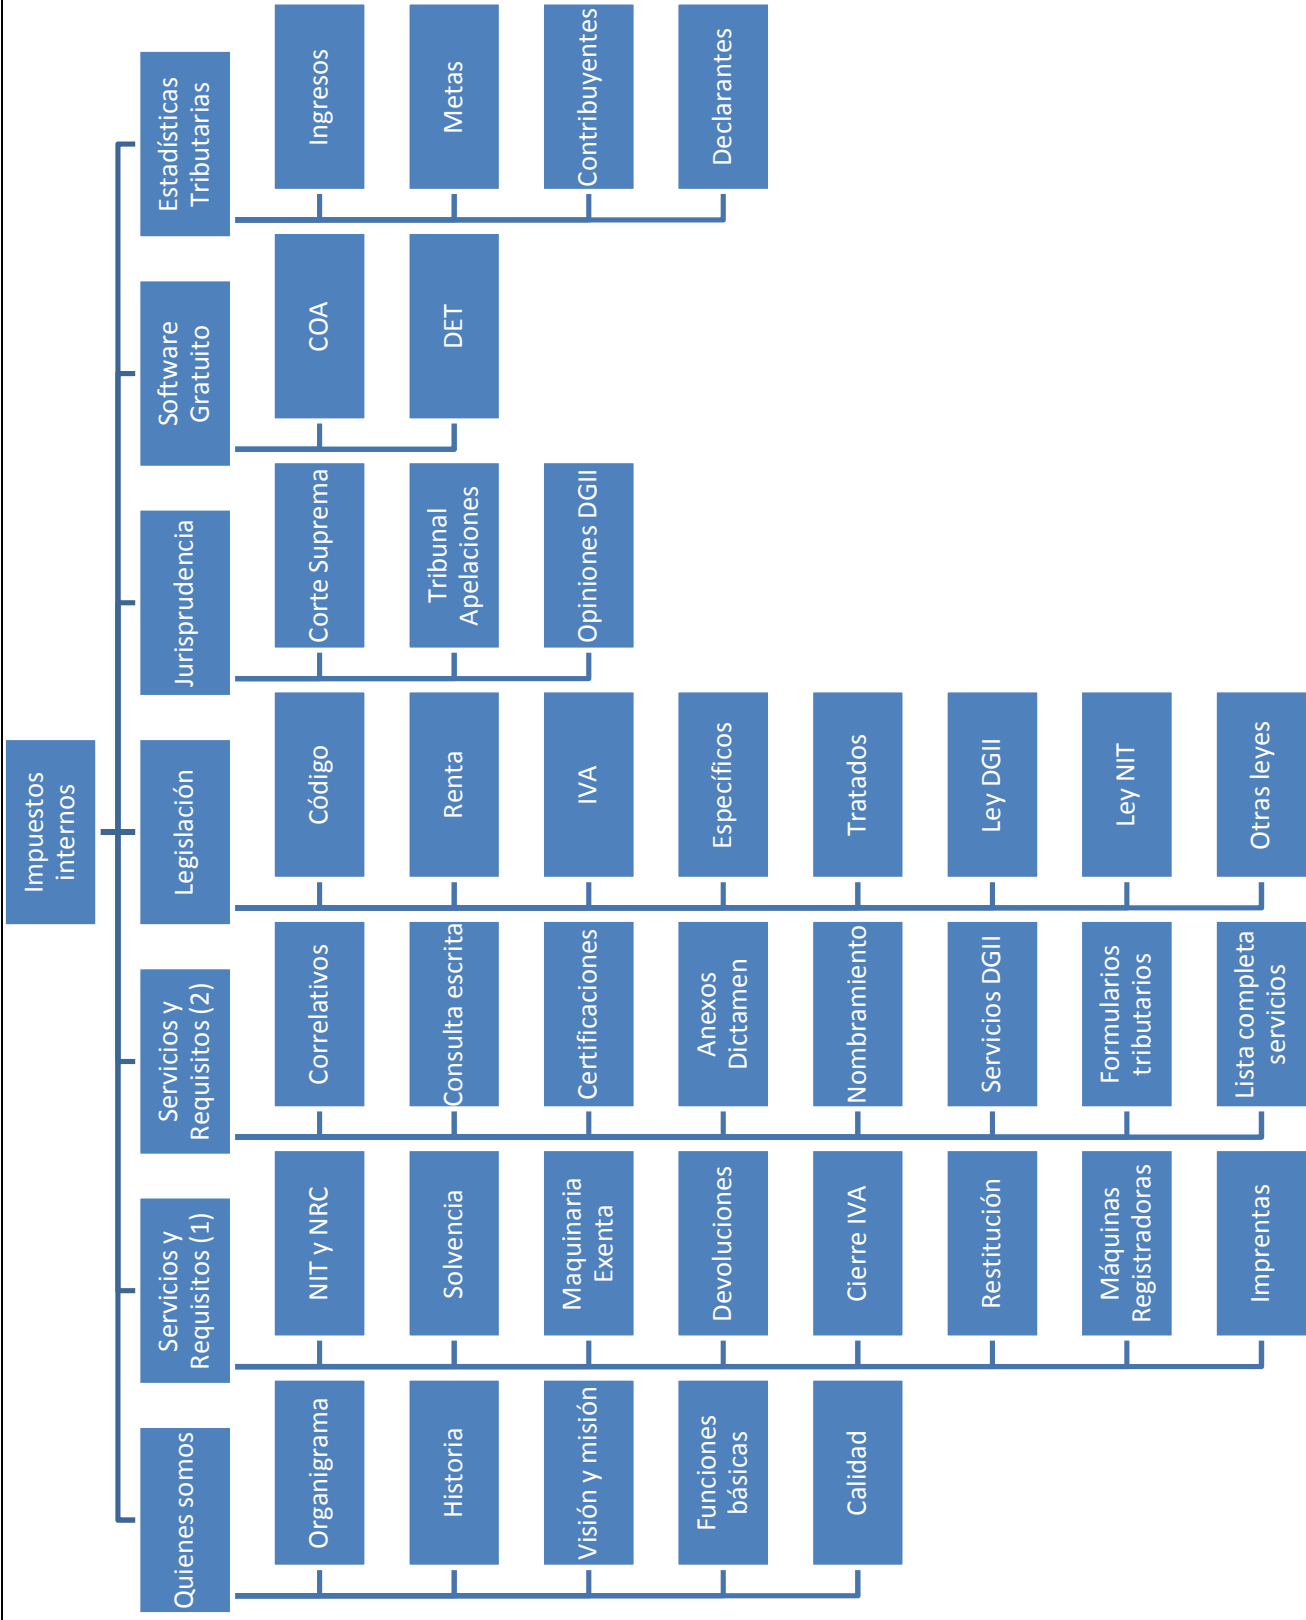 Impuestos
internos
Quienes somos
Organigrama
Historia
Visión y misión
Funciones
básicas
Calidad
Servicios y
Requisitos (1)
NIT y NRC
Solvencia
Maquinaria
Exenta
Devoluciones
Cierre IVA
Restitución
Máquinas
Registradoras
Imprentas
Servicios y
Requisitos (2)
Correlativos
Consulta escrita
Certificaciones
Anexos
Dictamen
Nombramiento
Servicios DGII
Formularios
tributarios
Lista completa
servicios
Legislación
Código
Renta
IVA
Específicos
Tratados
Ley DGII
Ley NIT
Otras leyes
Jurisprudencia
Corte Suprema
Tribunal
Apelaciones
Opiniones DGII
Software
Gratuito
COA
DET
Estadísticas
Tributarias
Ingresos
Metas
Contribuyentes
Declarantes